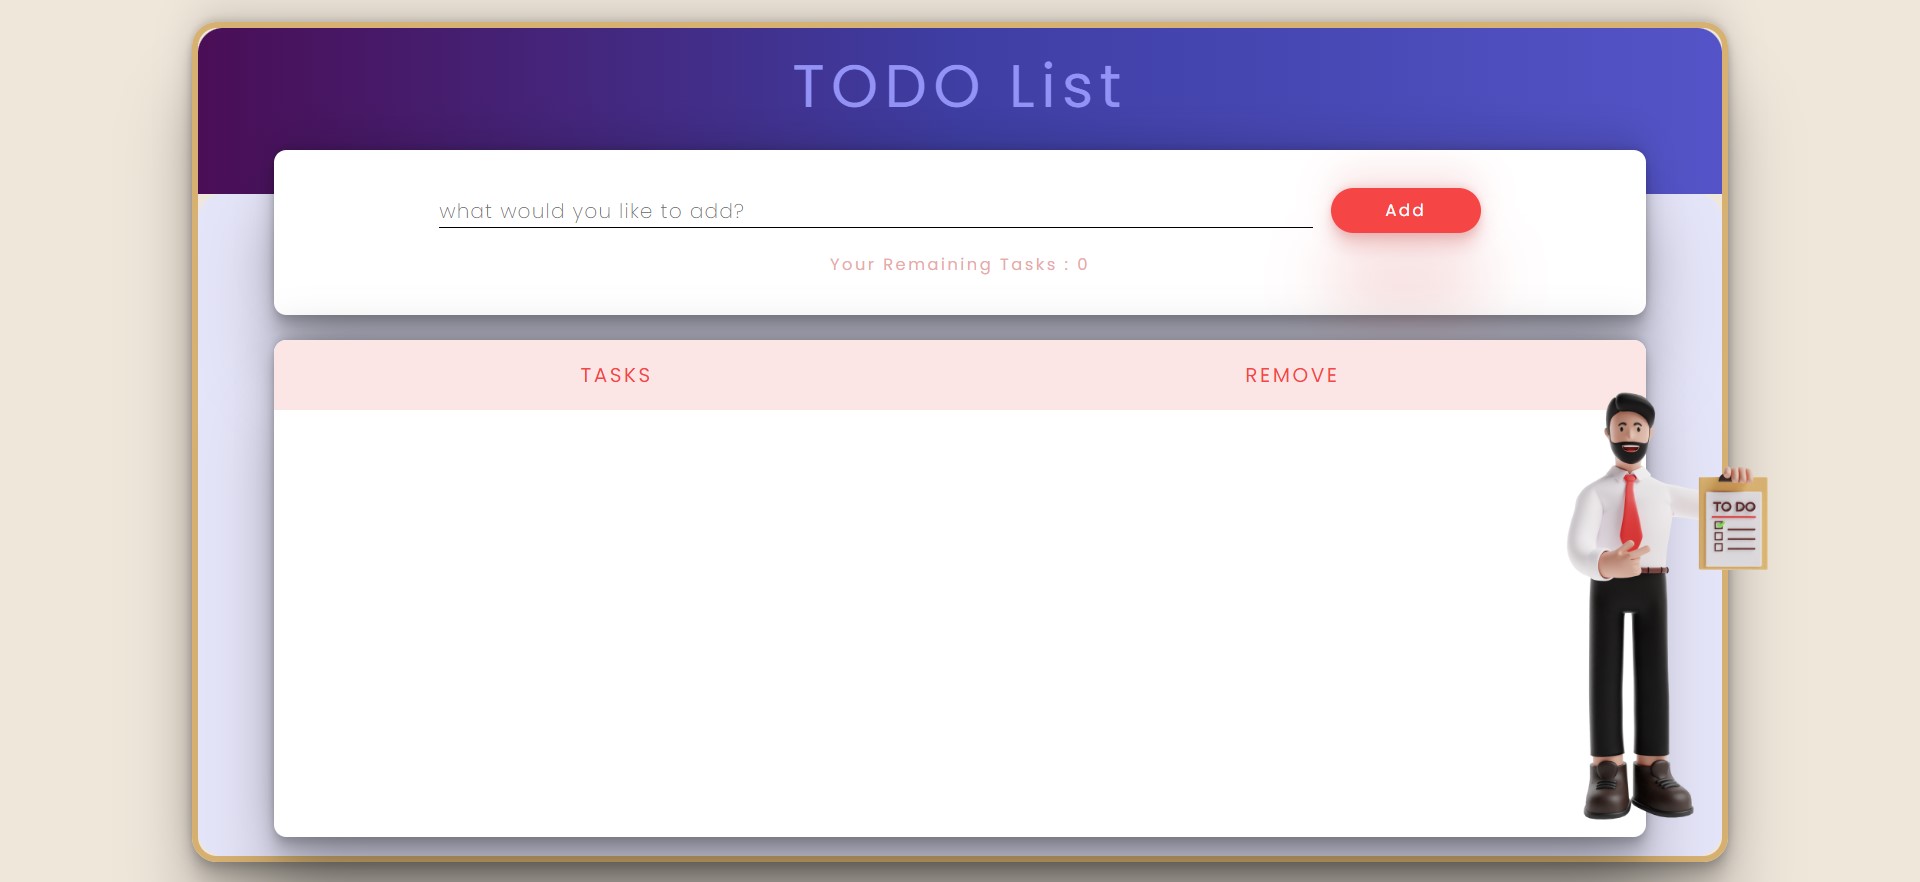 TODO List
what would you like to add?
Add
Your Remaining Tasks : 0
TASKS
REMOVE
TO DO